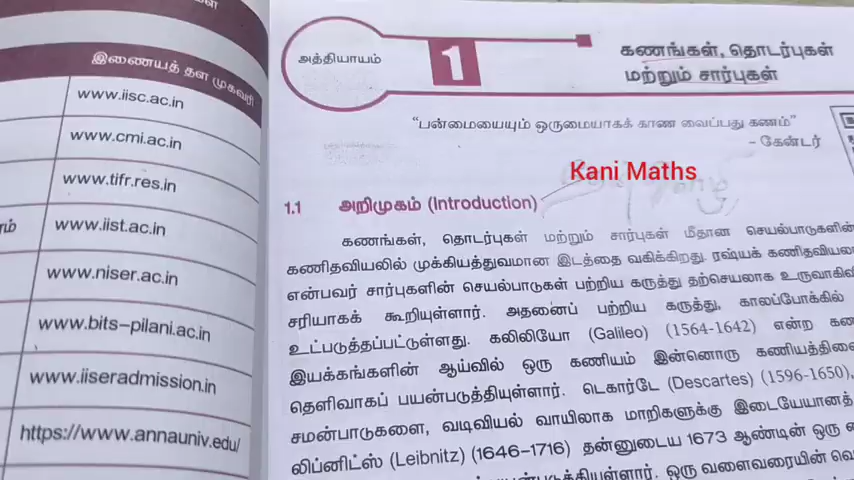 இணையத் தள முகவரி
www.iisc.ac.in
www.cmi.ac.in
www.tifr.res.in
www.iist.ac.in
www.niser.ac.in
www.bits–pilani.ac.in
www.iiseradmission.in
https://www.annauniv.edu/
அத்தியாயம்
1
கணங்கள், தொடர்புகள்
மற்றும் சார்புகள்
“பன்மையையும் ஒருமையாகக் காண வைப்பது கணம்”
- கேன்டர்
Kani Maths
1.1 அறிமுகம் (Introduction)
கணங்கள், தொடர்புகள் மற்றும் சார்புகள் மீதான செயல்பாடுகளின்
கணிதவியலில் முக்கியத்துவமான இடத்தை வகிக்கிறது. ரஷ்யக்
என்பவர் சார்புகளின் செயல்பாடுகள் பற்றிய கருத்து தற்செயலாக
சரியாகக் கூறியுள்ளார். அதனைப் பற்றிய கருத்து, காலப்போக்கில்
உட்படுத்தப்பட்டுள்ளது. கலிலியோ (Galileo) (1564-1642) என்ற
இயக்கங்களின் ஆய்வில் ஒரு கணியம் இன்னொரு
தெளிவாகப் பயன்படுத்தியுள்ளார். டெகார்டே (Descartes) (1596-1650),
சமன்பாடுகளை, வடிவியல் வாயிலாக மாறிகளுக்கு இடையேயானத்
லிப்னிட்ஸ் (Leibnitz) (1646-1716) தன்னுடைய 1673 ஆண்டின் ஒரு
ஒரு வளைவரையின்